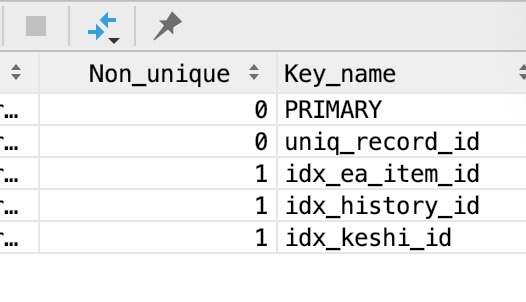 Non_unique Key_name
r… 0 PRIMARY
r… 0 uniq_record_id
r… 1 idx_ea_item_id
r… 1 idx_history_id
r… 1 idx_keshi_id